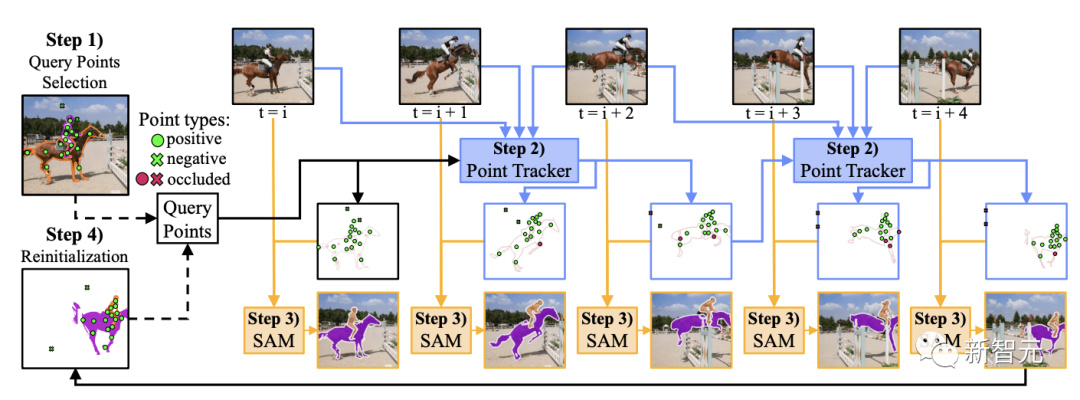 Step 1)
Query Points
Selection
Point types:
positive
negative
occluded
Query
Points
Step 4)
Reinitialization
t = i
t = i + 1
t = i + 2
t = i + 3
t = i + 4
Step 2)
Point Tracker
Step 2)
Point Tracker
Step 3)
SAM
Step 3)
SAM
Step 3)
SAM
Step 3)
SAM
Step 3)
新智元